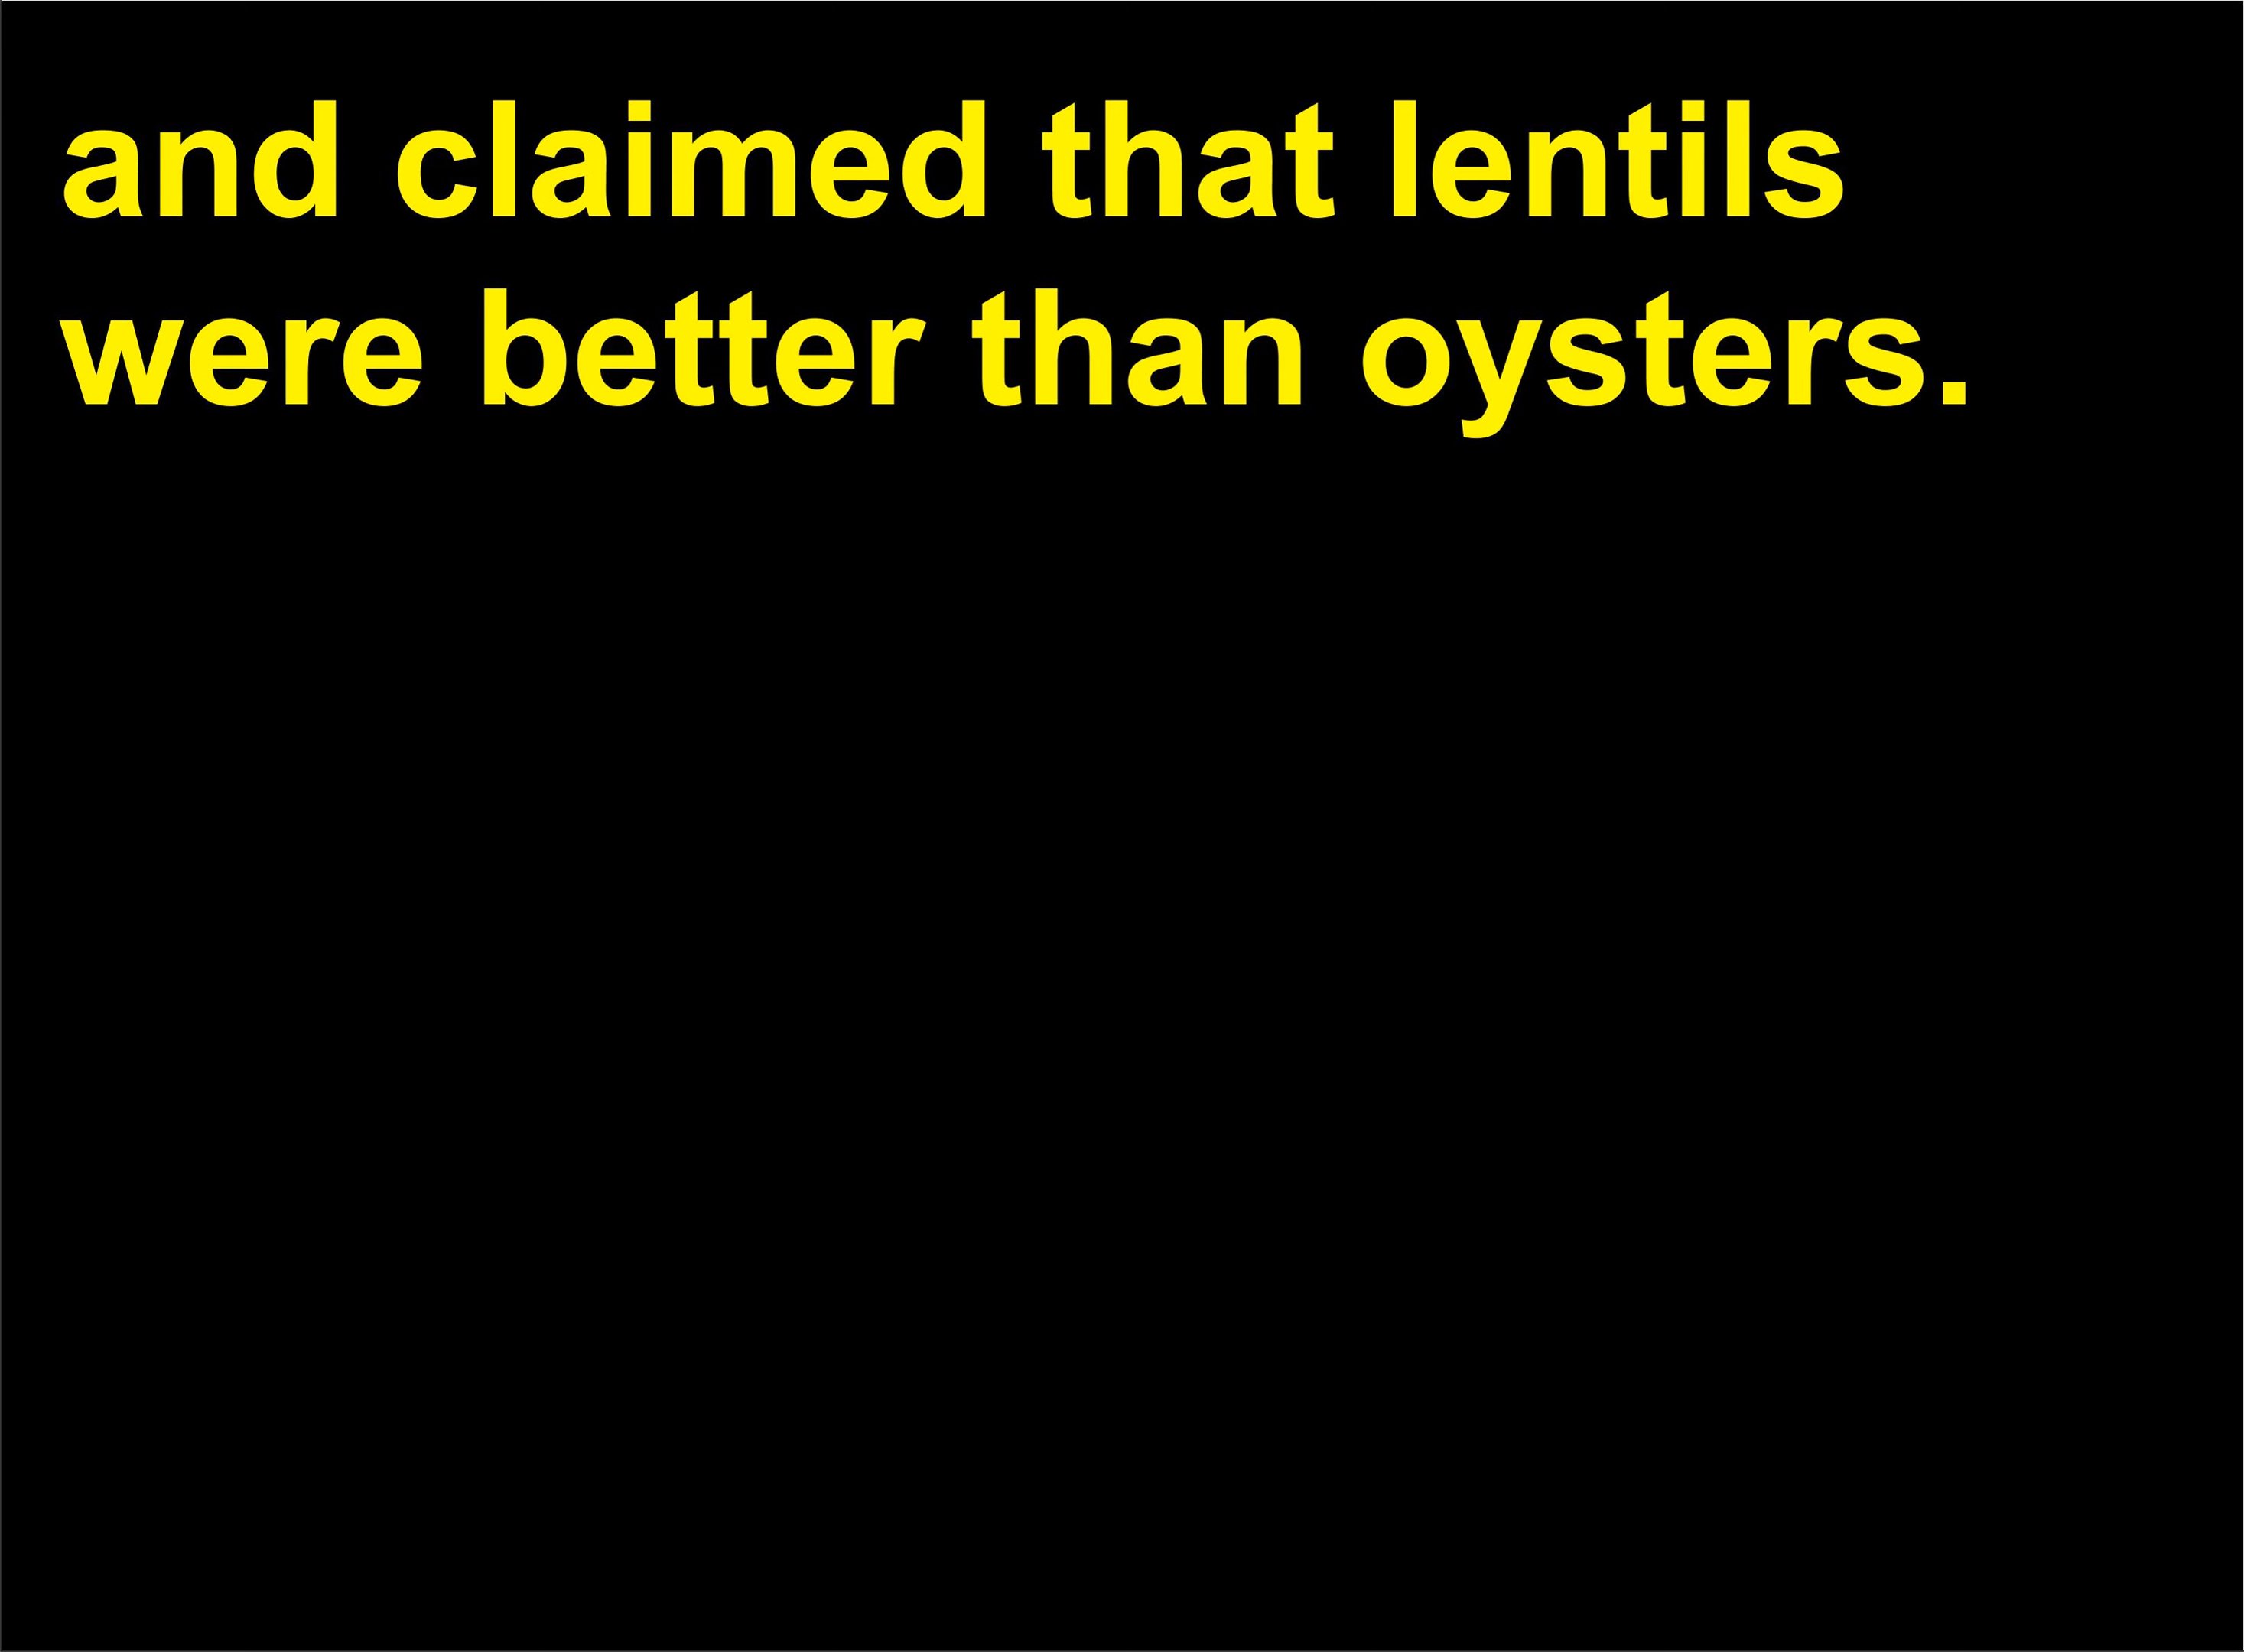 and claimed that lentils
were better than oysters.